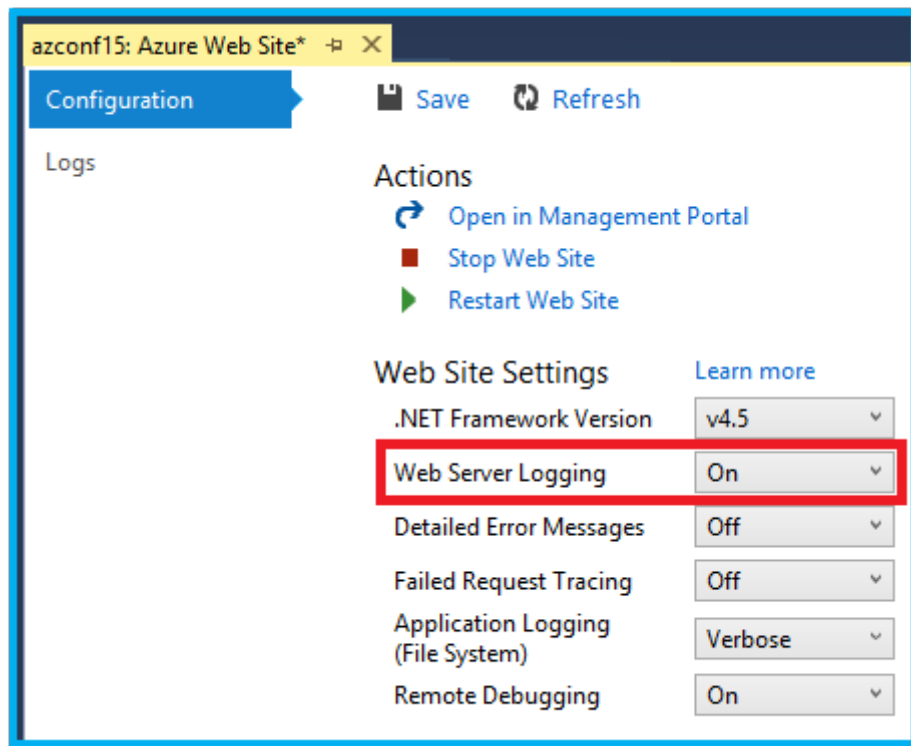 azconf15: Azure Web Site*
Configuration
Save Refresh
Logs
Actions
Open in Management Portal
Stop Web Site
Restart Web Site
Web Site Settings Learn more
.NET Framework Version v4.5
Web Server Logging On
Detailed Error Messages Off
Failed Request Tracing Off
Application Logging
(File System) Verbose
Remote Debugging On